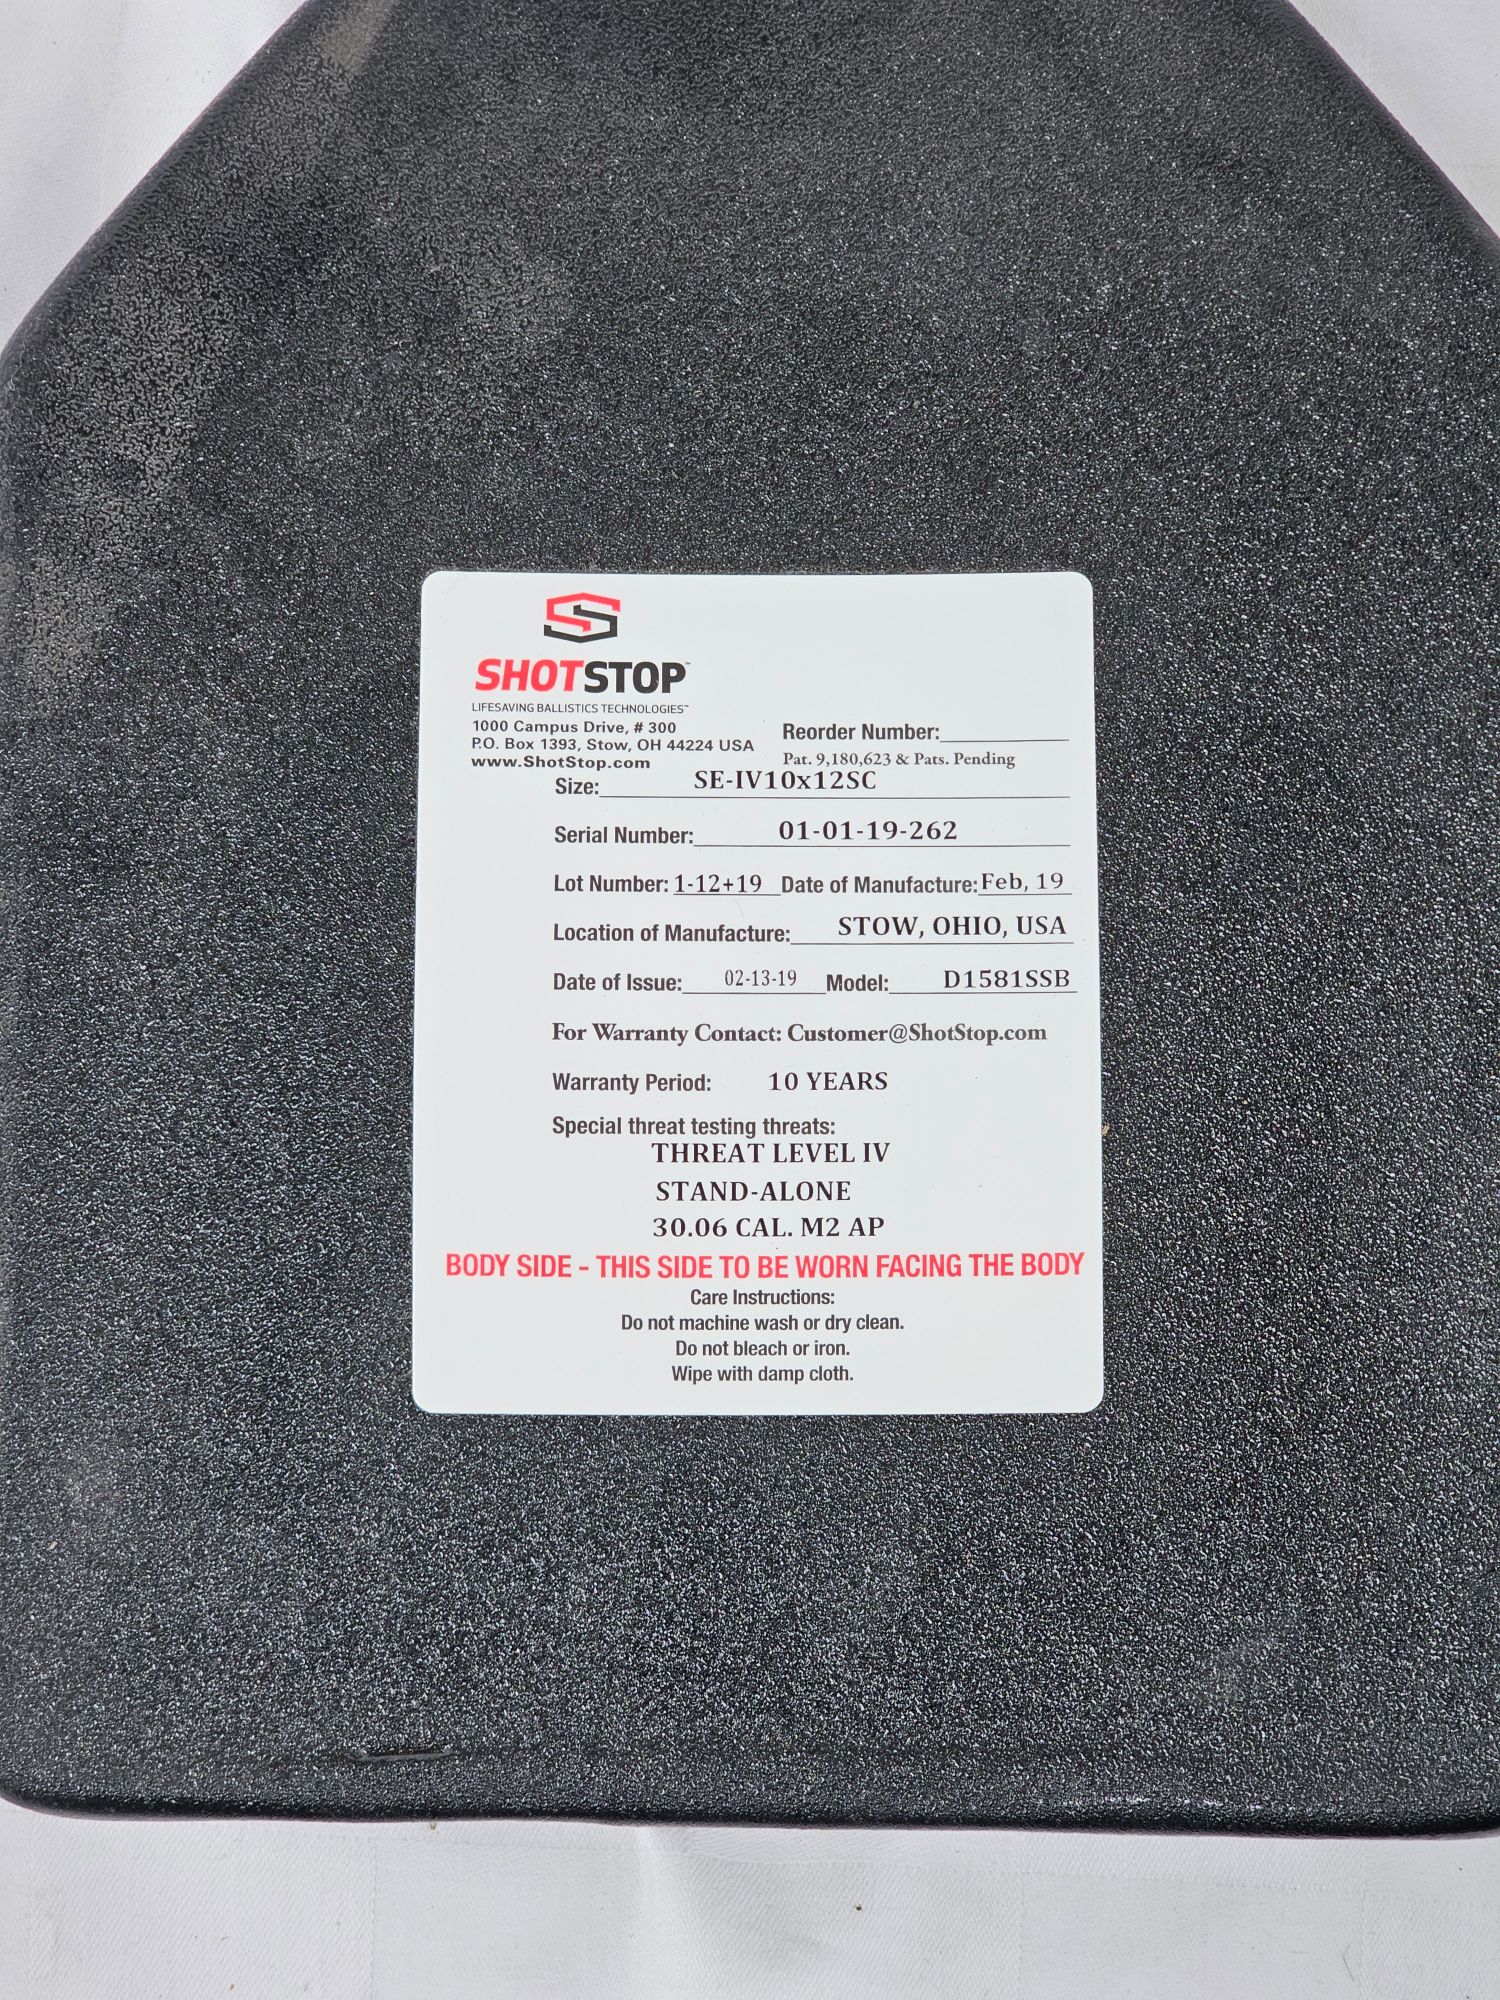 SHOTSTOP™
LIFESAVING BALLISTICS TECHNOLOGIES™
1000 Campus Drive, # 300
P.O. Box 1393, Stow, OH 44224 USA
www.ShotStop.com
Reorder Number:
Pat. 9,180,623 & Pats. Pending
Size: SE-IV10x12SC
Serial Number: 01-01-19-262
Lot Number: 1-12+19 Date of Manufacture: Feb, 19
Location of Manufacture: STOW, OHIO, USA
Date of Issue: 02-13-19 Model: D1581SSB
For Warranty Contact: Customer@ShotStop.com
Warranty Period: 10 YEARS
Special threat testing threats:
THREAT LEVEL IV
STAND-ALONE
30.06 CAL. M2 AP
BODY SIDE - THIS SIDE TO BE WORN FACING THE BODY
Care Instructions:
Do not machine wash or dry clean.
Do not bleach or iron.
Wipe with damp cloth.